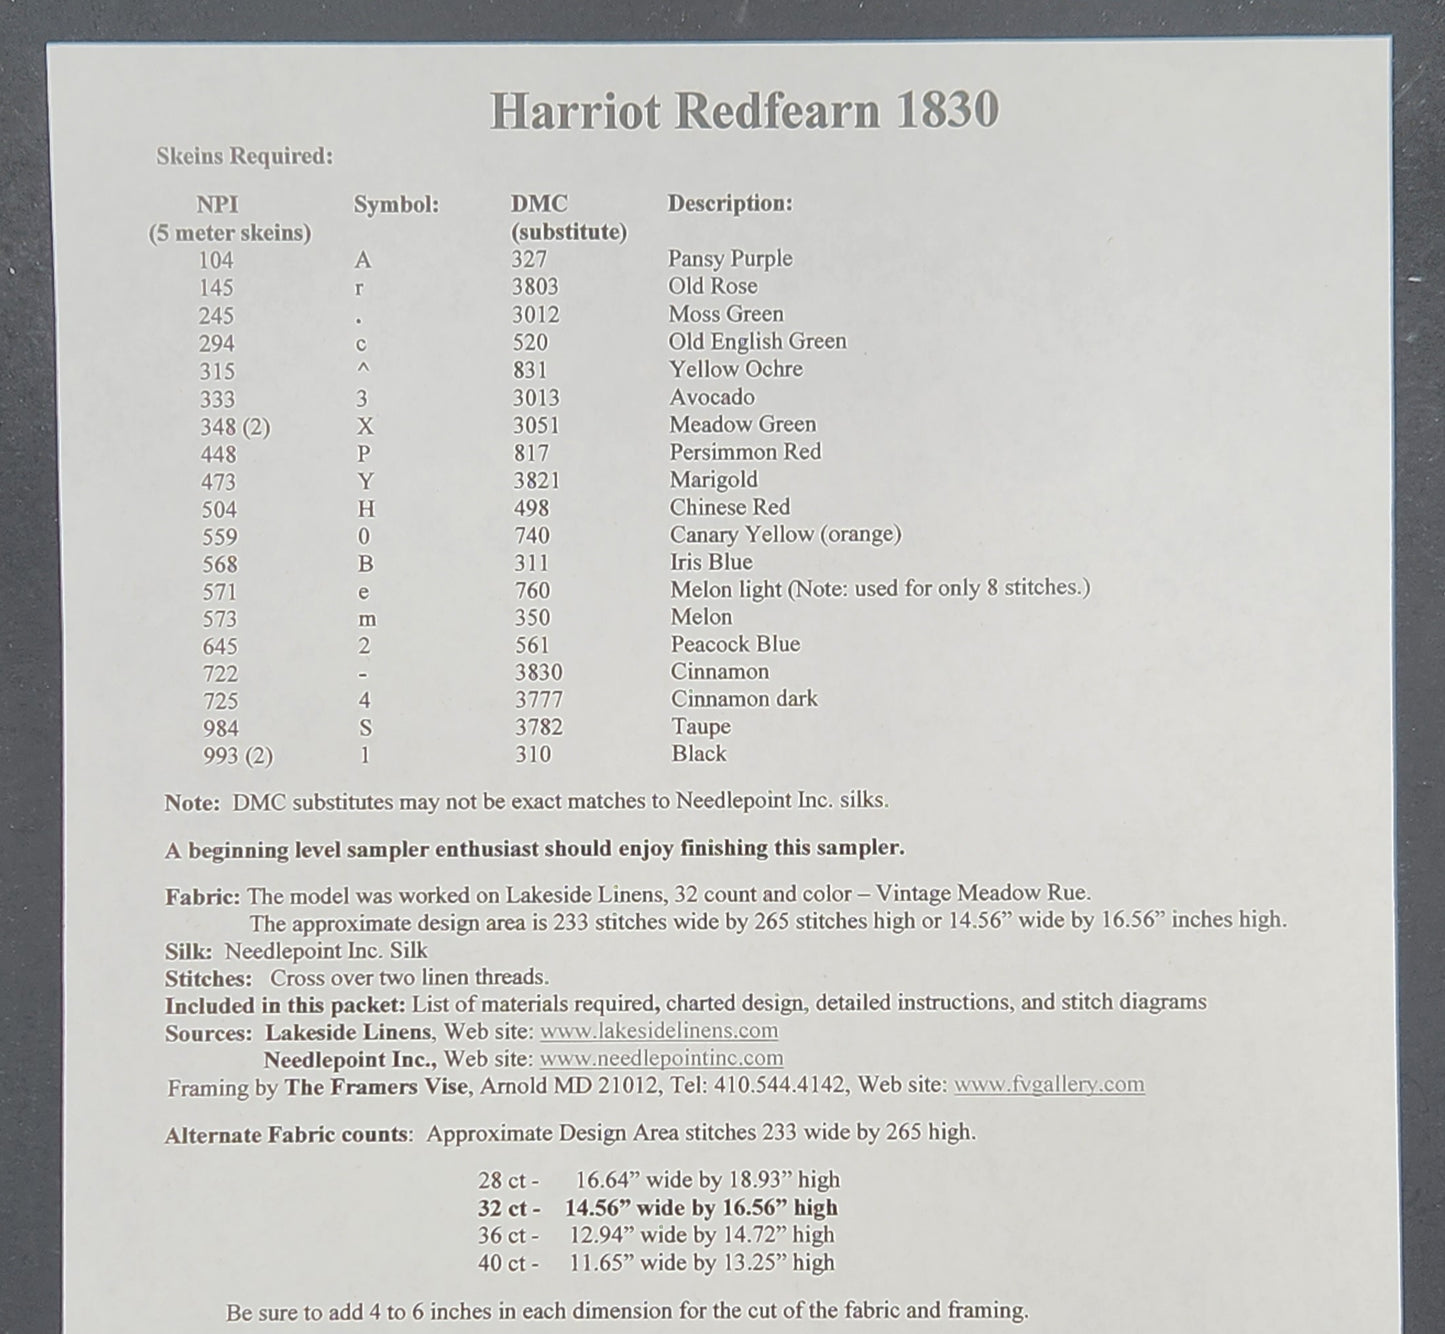 Harriot Redfearn 1830
Skeins Required:
NPI Symbol: DMC Description:
(5 meter skeins) (substitute)
104 A 327 Pansy Purple
145 r 3803 Old Rose
245 . 3012 Moss Green
294 c 520 Old English Green
315 ^ 831 Yellow Ochre
333 3 3013 Avocado
348 (2) X 3051 Meadow Green
448 P 817 Persimmon Red
473 Y 3821 Marigold
504 H 498 Chinese Red
559 0 740 Canary Yellow (orange)
568 B 311 Iris Blue
571 e 760 Melon light (Note: used for only 8 stitches.)
573 m 350 Melon
645 2 561 Peacock Blue
722 - 3830 Cinnamon
725 4 3777 Cinnamon dark
984 S 3782 Taupe
993 (2) 1 310 Black
Note: DMC substitutes may not be exact matches to Needlepoint Inc. silks.
A beginning level sampler enthusiast should enjoy finishing this sampler.
Fabric: The model was worked on Lakeside Linens, 32 count and color – Vintage Meadow Rue.
The approximate design area is 233 stitches wide by 265 stitches high or 14.56” wide by 16.56” inches high.
Silk: Needlepoint Inc. Silk
Stitches: Cross over two linen threads.
Included in this packet: List of materials required, charted design, detailed instructions, and stitch diagrams
Sources: Lakeside Linens, Web site: www.lakesidelinens.com
Needlepoint Inc., Web site: www.needlepointinc.com
Framing by The Framers Vise, Arnold MD 21012, Tel: 410.544.4142, Web site: www.fvgallery.com
Alternate Fabric counts: Approximate Design Area stitches 233 wide by 265 high.
28 ct - 16.64” wide by 18.93” high
32 ct - 14.56” wide by 16.56” high
36 ct - 12.94” wide by 14.72” high
40 ct - 11.65” wide by 13.25” high
Be sure to add 4 to 6 inches in each dimension for the cut of the fabric and framing.